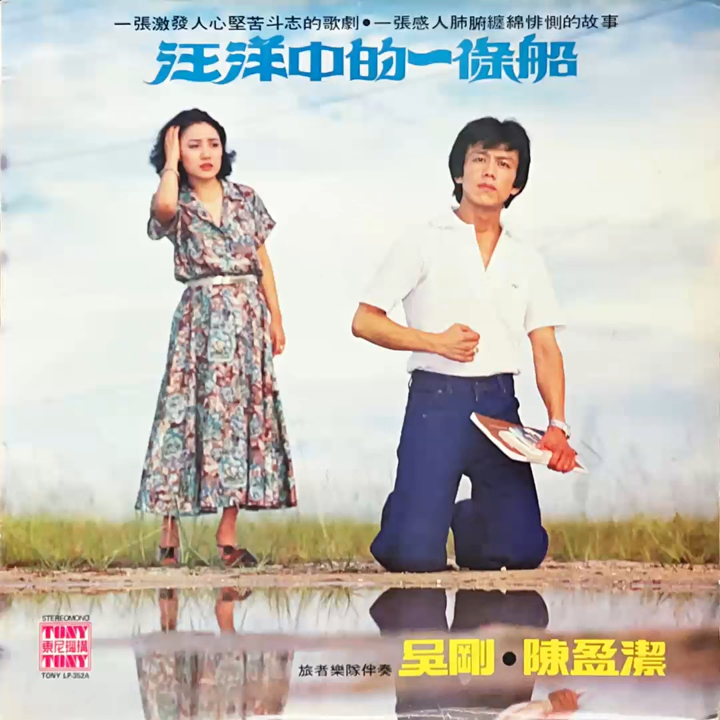 一張激發人心堅苦斗志的歌劇•一張感人肺腑纏綿悱惻的故事
汪洋中的一條船
STEREOMONO
TONY
東尼機構
TONY
TONY LP-352A
旅者樂隊伴奏 吳剛•陳盈潔